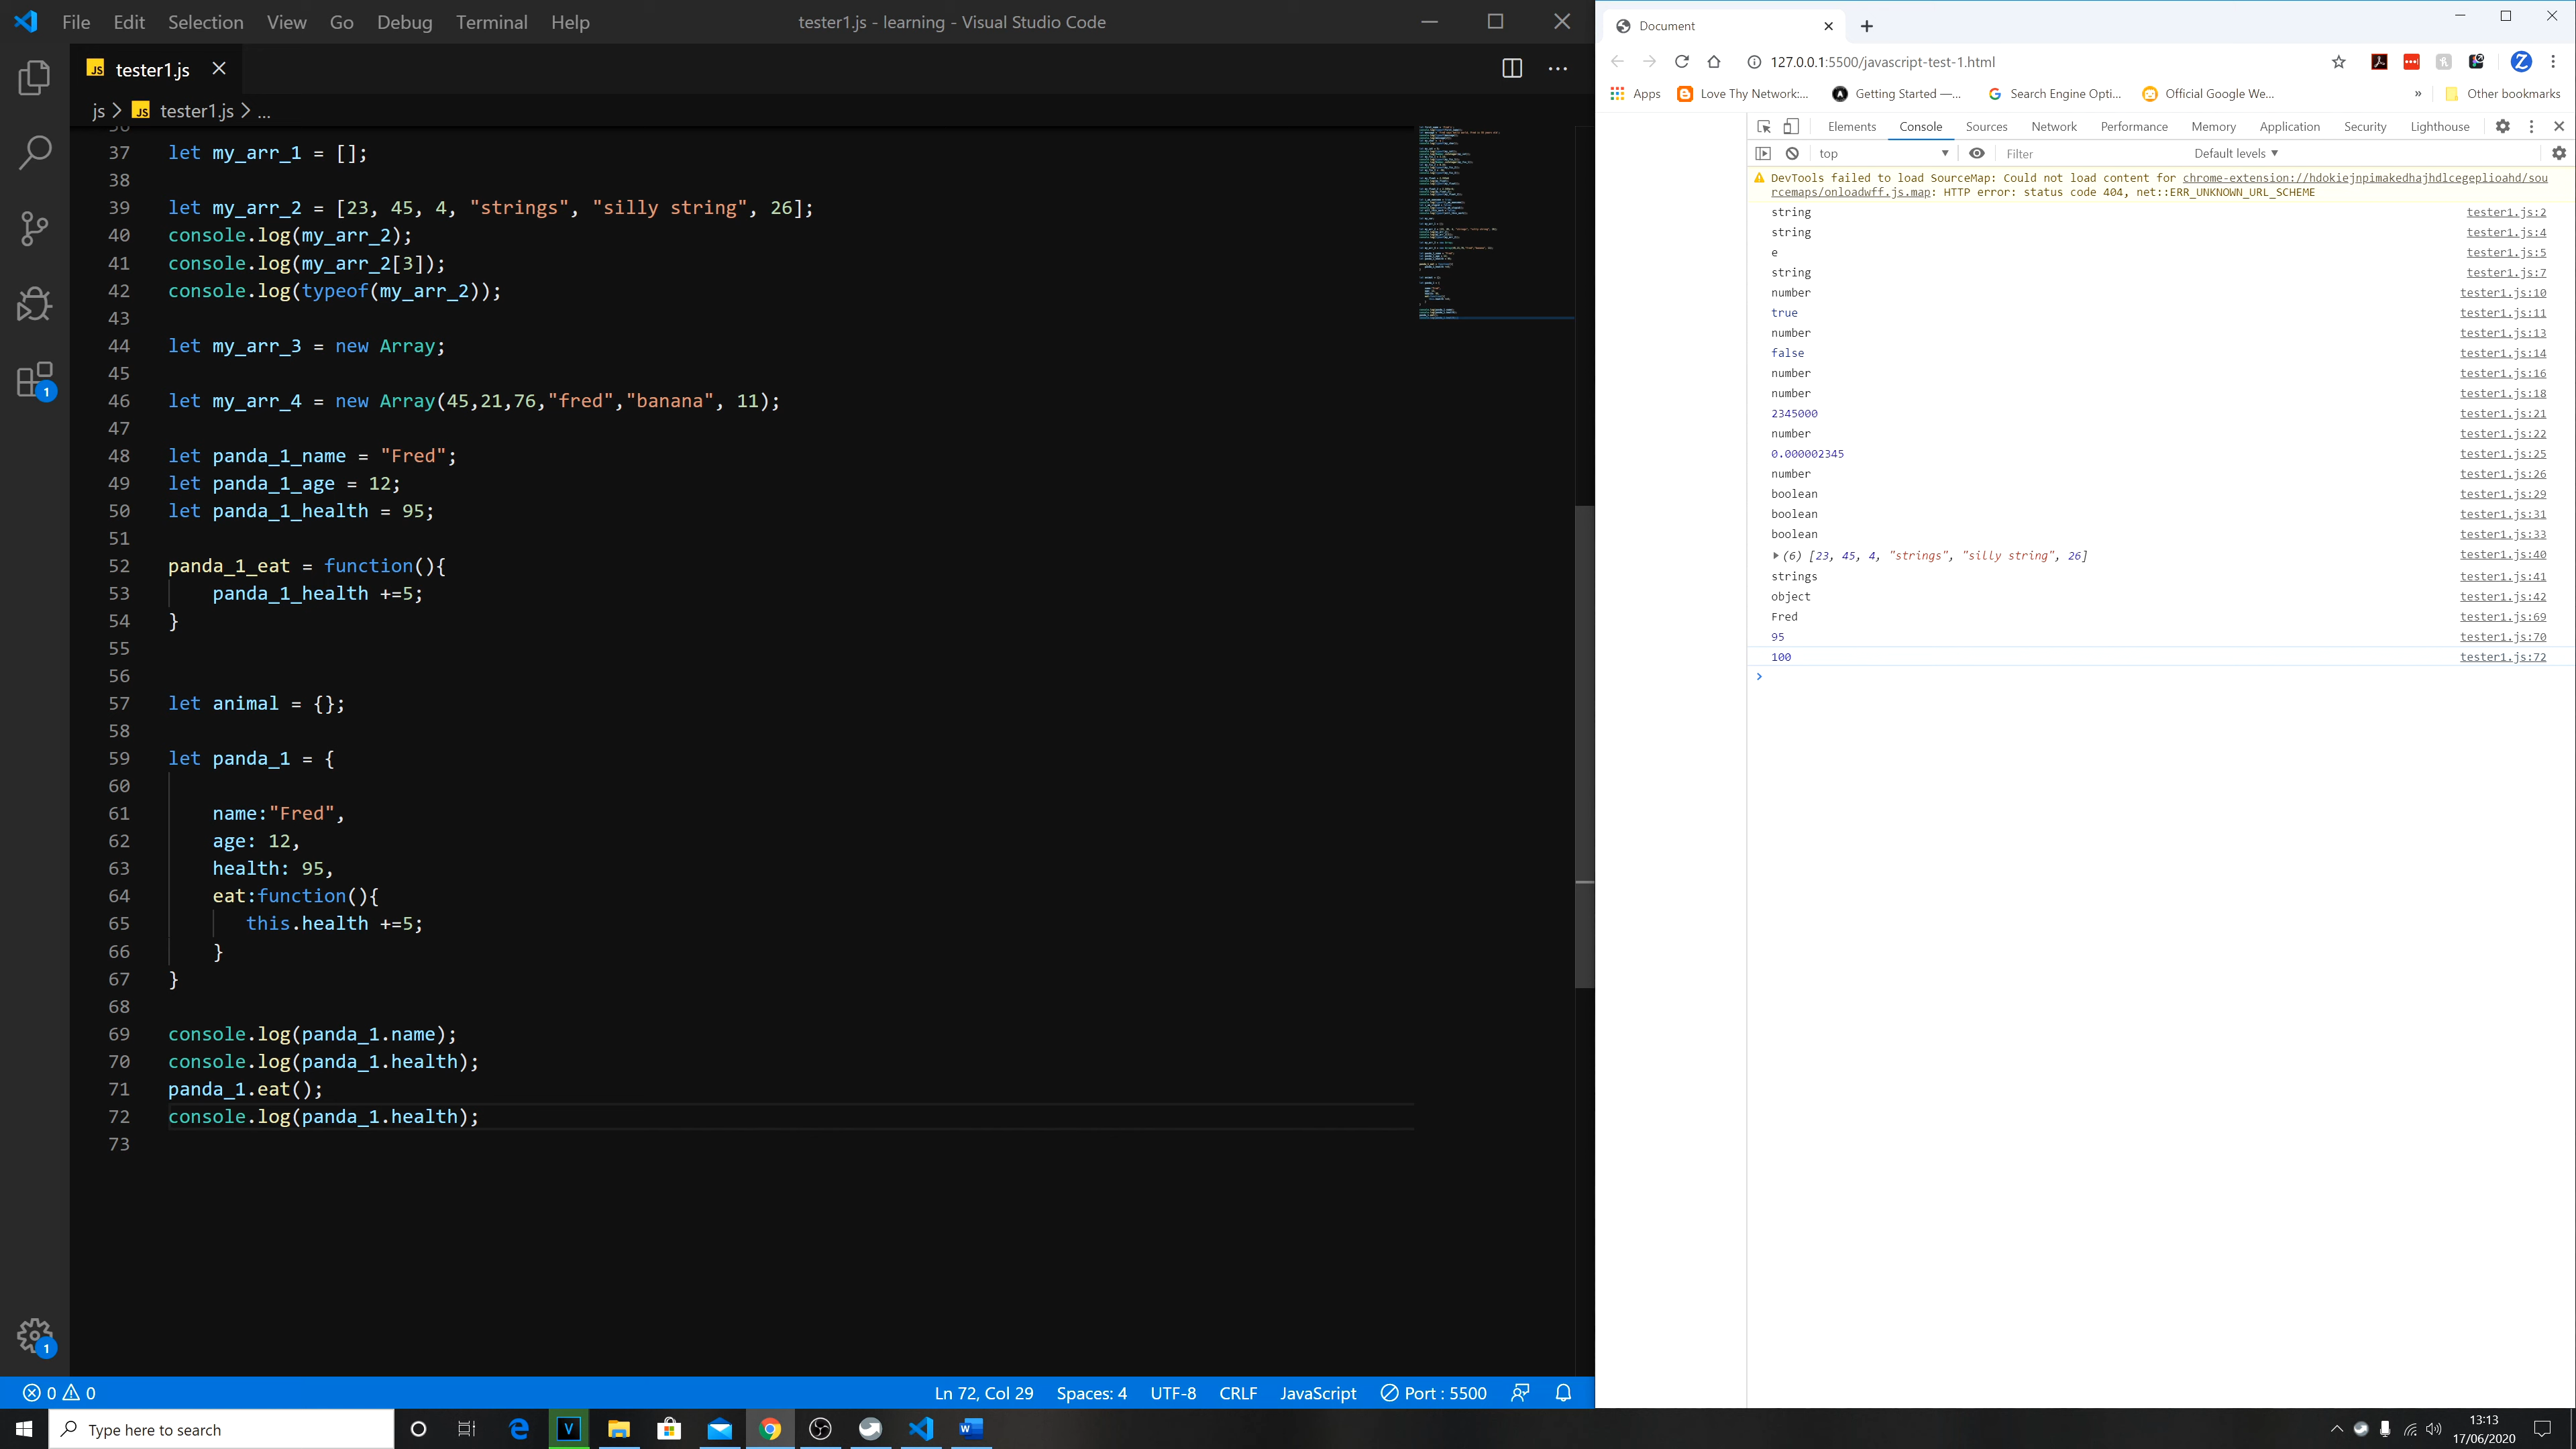 File Edit Selection View Go Debug Terminal Help
tester1.js - learning - Visual Studio Code
JS tester1.js
js > JS tester1.js > ...
36
37 let my_arr_1 = [];
38
39 let my_arr_2 = [23, 45, 4, "strings", "silly string", 26];
40 console.log(my_arr_2);
41 console.log(my_arr_2[3]);
42 console.log(typeof(my_arr_2));
43
44 let my_arr_3 = new Array;
45
46 let my_arr_4 = new Array(45,21,76,"fred","banana", 11);
47
48 let panda_1_name = "Fred";
49 let panda_1_age = 12;
50 let panda_1_health = 95;
51
52 panda_1_eat = function(){
53 panda_1_health +=5;
54 }
55
56
57 let animal = {};
58
59 let panda_1 = {
60
61 name:"Fred",
62 age: 12,
63 health: 95,
64 eat:function(){
65 this.health +=5;
66 }
67 }
68
69 console.log(panda_1.name);
70 console.log(panda_1.health);
71 panda_1.eat();
72 console.log(panda_1.health);
73
1
1
0 0
Ln 72, Col 29 Spaces: 4 UTF-8 CRLF JavaScript Port : 5500
Document
127.0.0.1:5500/javascript-test-1.html
Apps Love Thy Network:... Getting Started —... Search Engine Opti... Official Google We... » Other bookmarks
Elements Console Sources Network Performance Memory Application Security Lighthouse
top Filter Default levels
DevTools failed to load SourceMap: Could not load content for chrome-extension://hdokiejnpimakedhajhdlcegeplioahd/sou
rcemaps/onloadwff.js.map: HTTP error: status code 404, net::ERR_UNKNOWN_URL_SCHEME
string tester1.js:2
string tester1.js:4
e tester1.js:5
string tester1.js:7
number tester1.js:10
true tester1.js:11
number tester1.js:13
false tester1.js:14
number tester1.js:16
number tester1.js:18
2345000 tester1.js:21
number tester1.js:22
0.000002345 tester1.js:25
number tester1.js:26
boolean tester1.js:29
boolean tester1.js:31
boolean tester1.js:33
(6) [23, 45, 4, "strings", "silly string", 26] tester1.js:40
strings tester1.js:41
object tester1.js:42
Fred tester1.js:69
95 tester1.js:70
100 tester1.js:72
Type here to search
13:13
17/06/2020